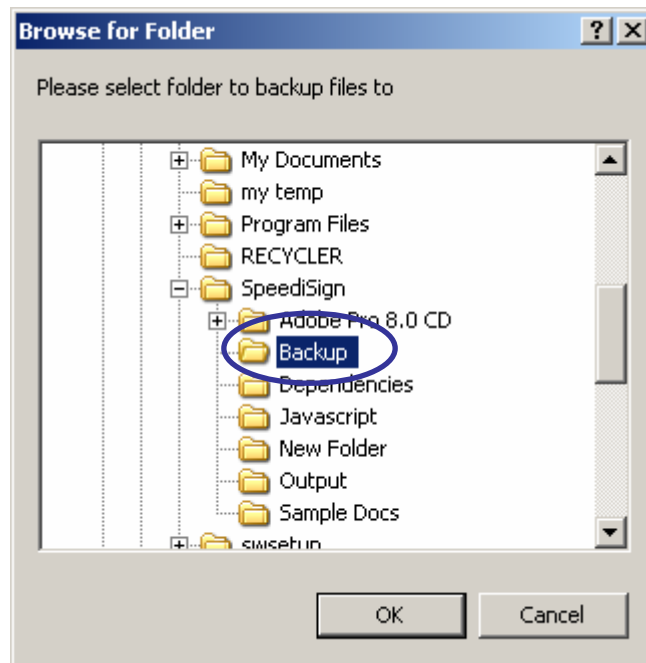 Browse for Folder
Please select folder to backup files to
My Documents
my temp
Program Files
RECYCLER
SpeediSign
Adobe Pro 8.0 CD
Backup
Dependencies
Javascript
New Folder
Output
Sample Docs
swsetup
OK Cancel